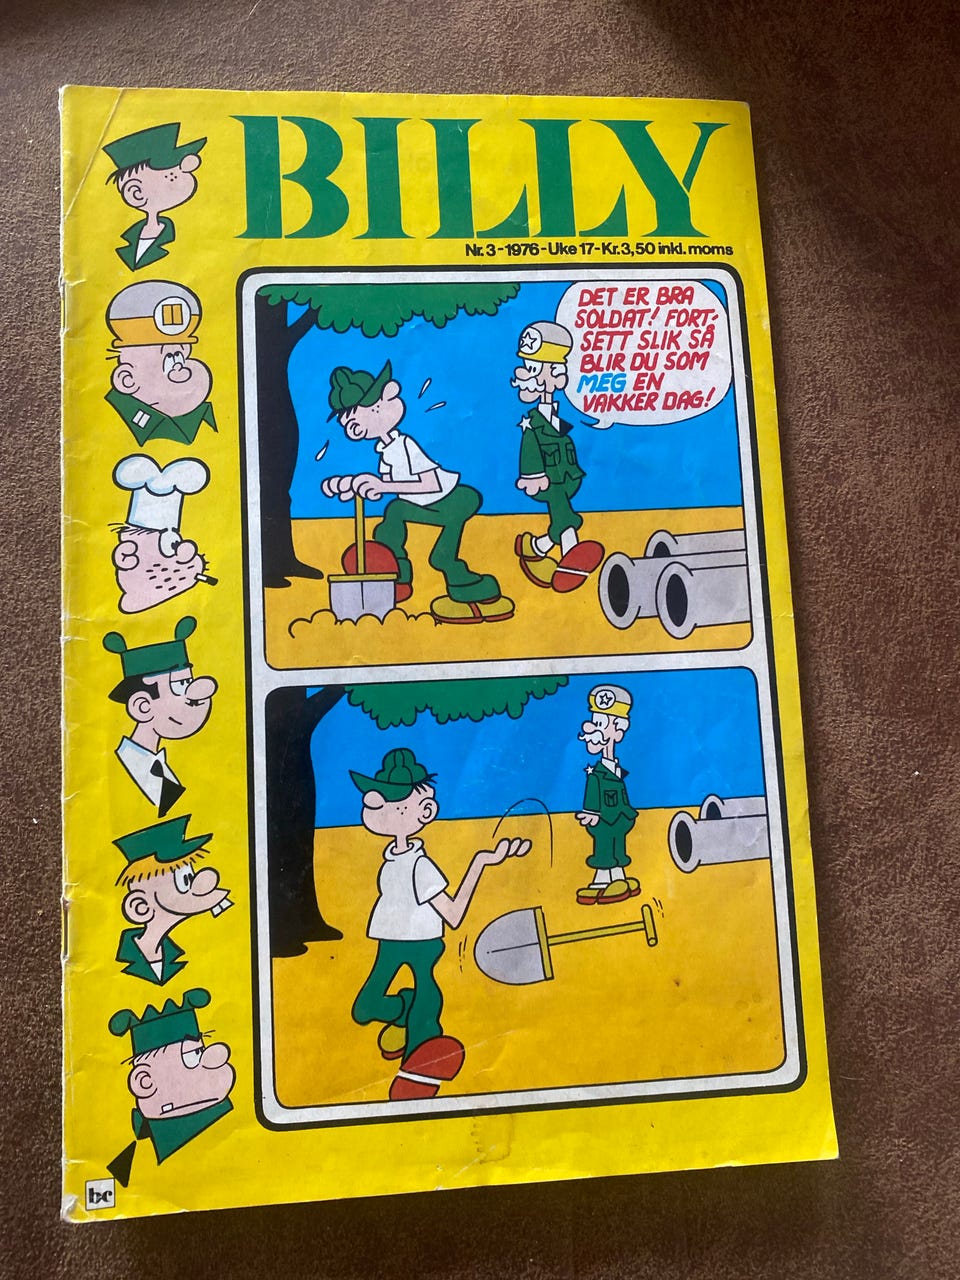 BILLY
Nr. 3-1976-Uke 17-Kr. 3,50 inkl. moms
DET ER BRA
SOLDAT! FORT-
SETT SLIK SÅ
BLIR DU SOM
MEG EN
VAKKER DAG!
bc